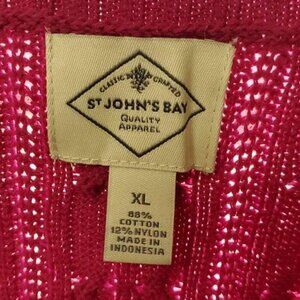 CLASSIC CRAFTED
ST JOHN'S BAY
QUALITY
APPAREL
XL
88%
COTTON
12% NYLON
MADE IN
INDONESIA